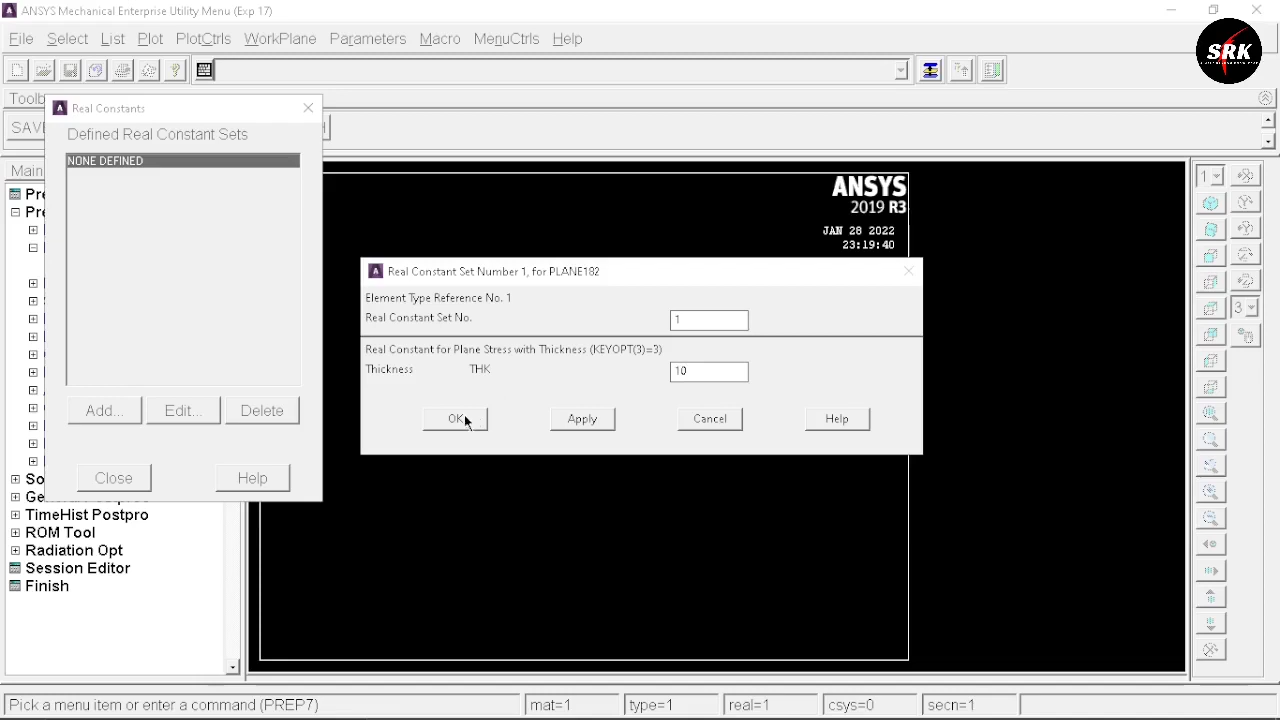 ANSYS Mechanical Enterprise Utility Menu (Exp 17)
File Select List Plot PlotCtrls WorkPlane Parameters Macro MenuCtrls Help
SRK
Toolb
Real Constants
SAV
Defined Real Constant Sets
NONE DEFINED
Add... Edit... Delete
Close Help
Main
Pre
Pre
So
TimeHist Postpro
ROM Tool
Radiation Opt
Session Editor
Finish
ANSYS
2019 R3
JAN 28 2022
23:19:40
1
3
Real Constant Set Number 1, for PLANE182
Element Type Reference No. 1
Real Constant Set No. 1
Real Constant for Plane Stress with Thickness (KEYOPT(3)=3)
Thickness THK 10
OK Apply Cancel Help
Pick a menu item or enter a command (PREP7) mat=1 type=1 real=1 csys=0 secn=1